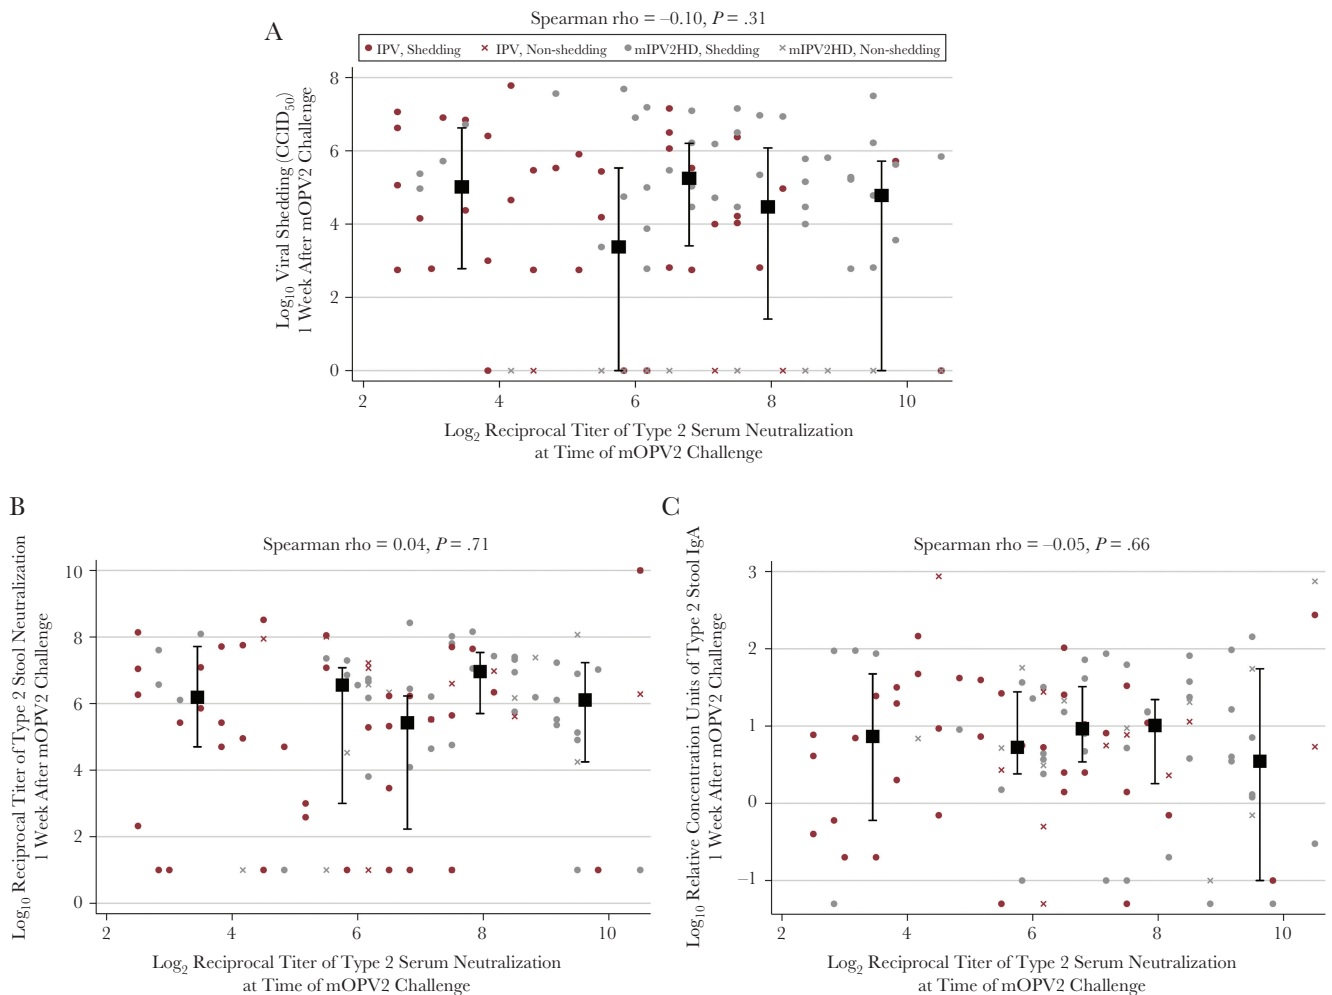 A
Spearman rho = –0.10, P = .31
IPV, Shedding
IPV, Non-shedding
mIPV2HD, Shedding
mIPV2HD, Non-shedding
Log10 Viral Shedding (CCID50)
1 Week After mOPV2 Challenge
8
6
4
2
0
2 4 6 8 10
Log2 Reciprocal Titer of Type 2 Serum Neutralization
at Time of mOPV2 Challenge
B
Spearman rho = 0.04, P = .71
Log10 Reciprocal Titer of Type 2 Stool Neutralization
1 Week After mOPV2 Challenge
10
8
6
4
2
0
2 4 6 8 10
Log2 Reciprocal Titer of Type 2 Serum Neutralization
at Time of mOPV2 Challenge
C
Spearman rho = –0.05, P = .66
Log10 Relative Concentration Units of Type 2 Stool IgA
1 Week After mOPV2 Challenge
3
2
1
0
–1
2 4 6 8 10
Log2 Reciprocal Titer of Type 2 Serum Neutralization
at Time of mOPV2 Challenge